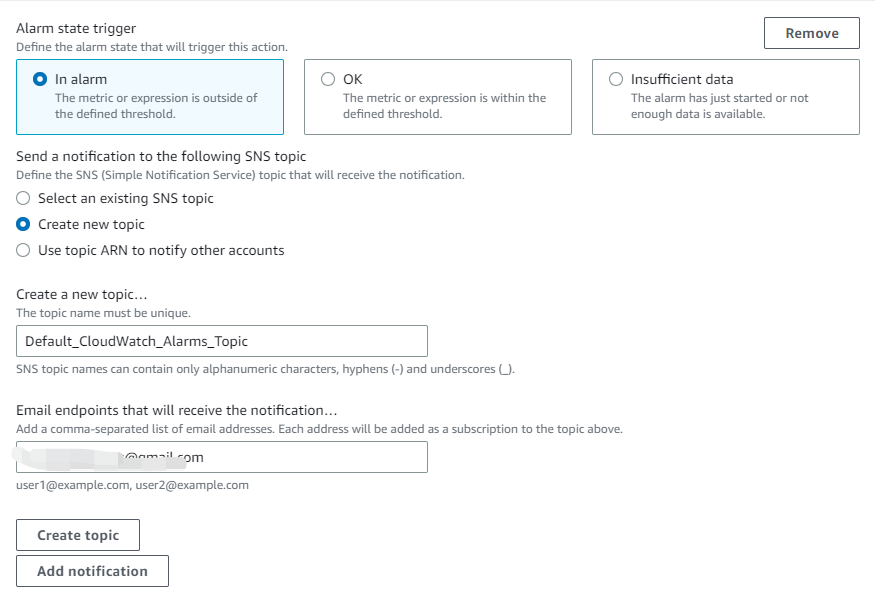 Alarm state trigger
Remove
Define the alarm state that will trigger this action.
In alarm
The metric or expression is outside of
the defined threshold.
OK
The metric or expression is within the
defined threshold.
Insufficient data
The alarm has just started or not
enough data is available.
Send a notification to the following SNS topic
Define the SNS (Simple Notification Service) topic that will receive the notification.
Select an existing SNS topic
Create new topic
Use topic ARN to notify other accounts
Create a new topic…
The topic name must be unique.
Default_CloudWatch_Alarms_Topic
SNS topic names can contain only alphanumeric characters, hyphens (-) and underscores (_).
Email endpoints that will receive the notification…
Add a comma-separated list of email addresses. Each address will be added as a subscription to the topic above.
@gmail.com
user1@example.com, user2@example.com
Create topic
Add notification